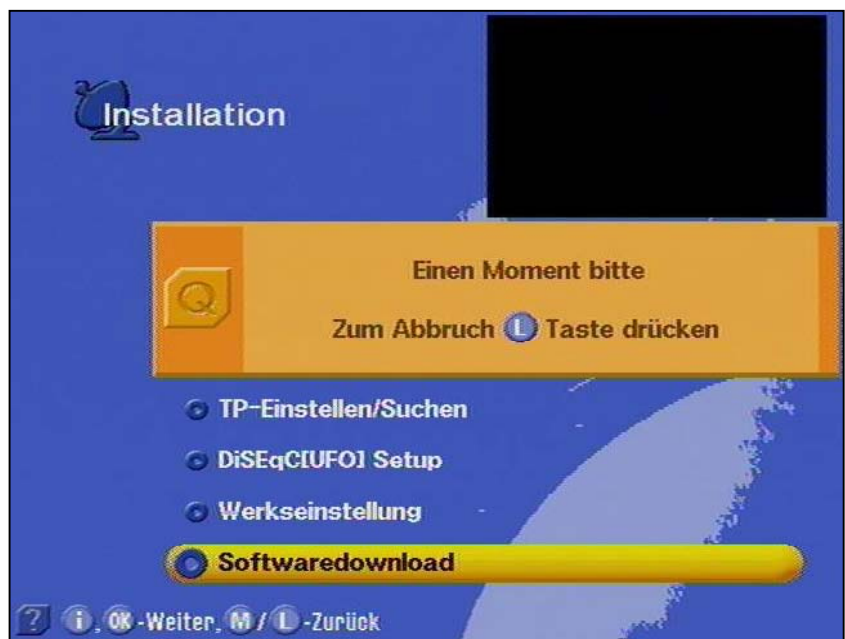 Installation
Einen Moment bitte
Zum Abbruch L Taste drücken
TP-Einstellen/Suchen
DiSEqC[UFO] Setup
Werkseinstellung
Softwaredownload
? i, OK -Weiter, M / L -Zurück